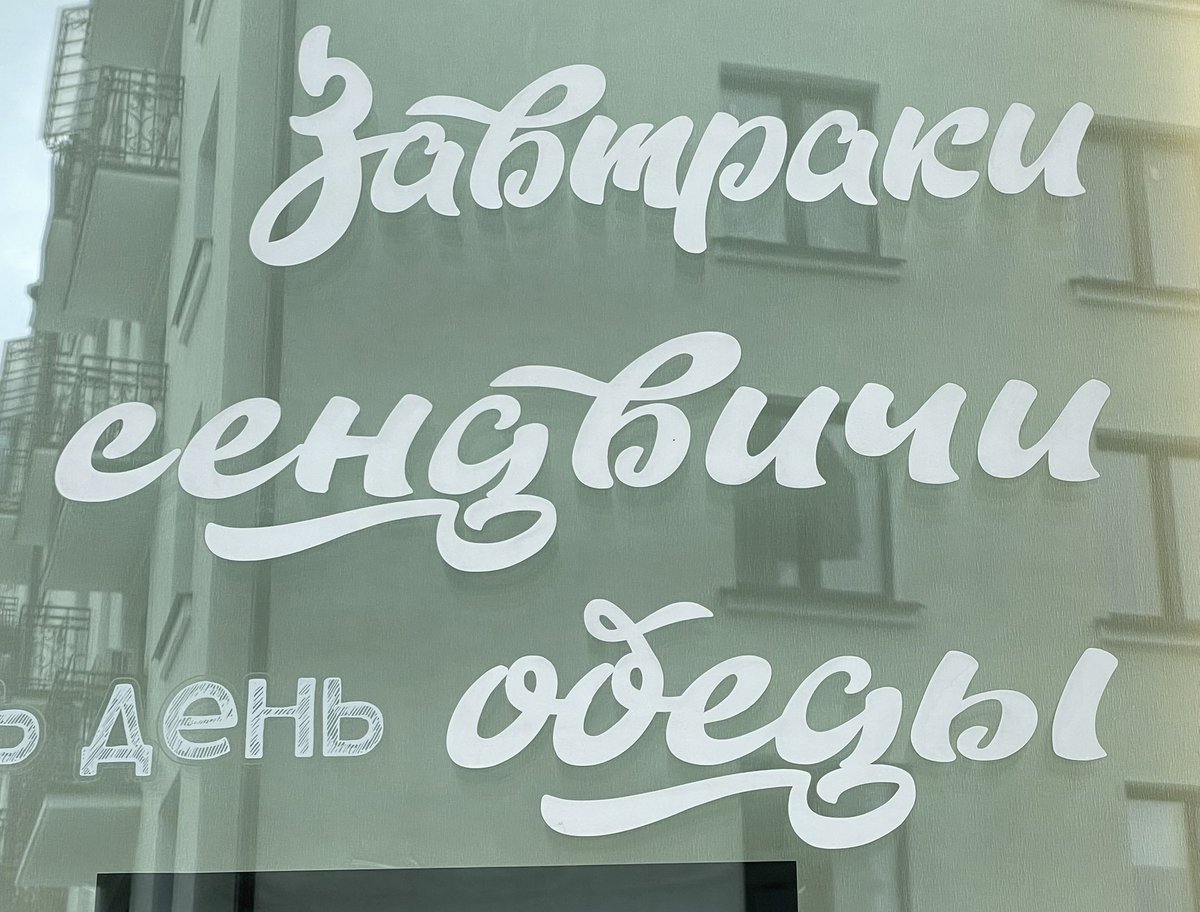 Завтраки
сендвичи
обеды
день